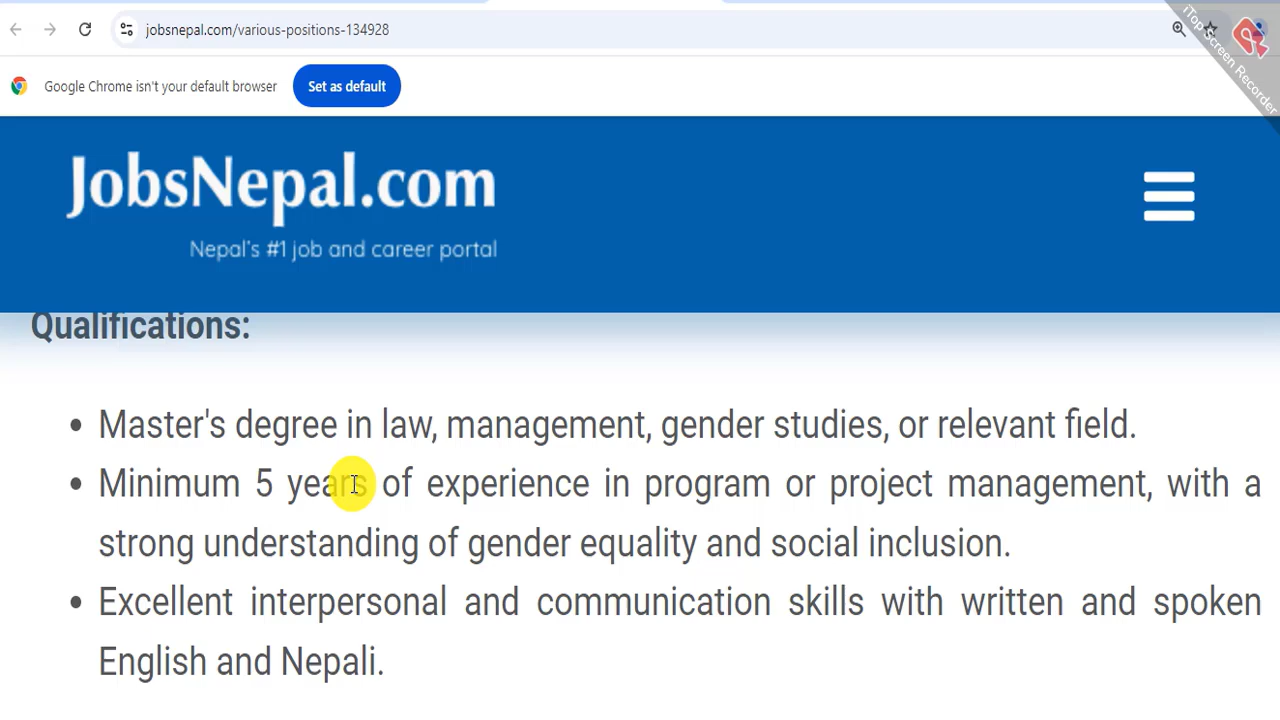 jobsnepal.com/various-positions-134928
iTop Screen Recorder
Google Chrome isn't your default browser
Set as default
JobsNepal.com
Nepal's #1 job and career portal
Qualifications:
• Master's degree in law, management, gender studies, or relevant field.
• Minimum 5 years of experience in program or project management, with a
strong understanding of gender equality and social inclusion.
• Excellent interpersonal and communication skills with written and spoken
English and Nepali.